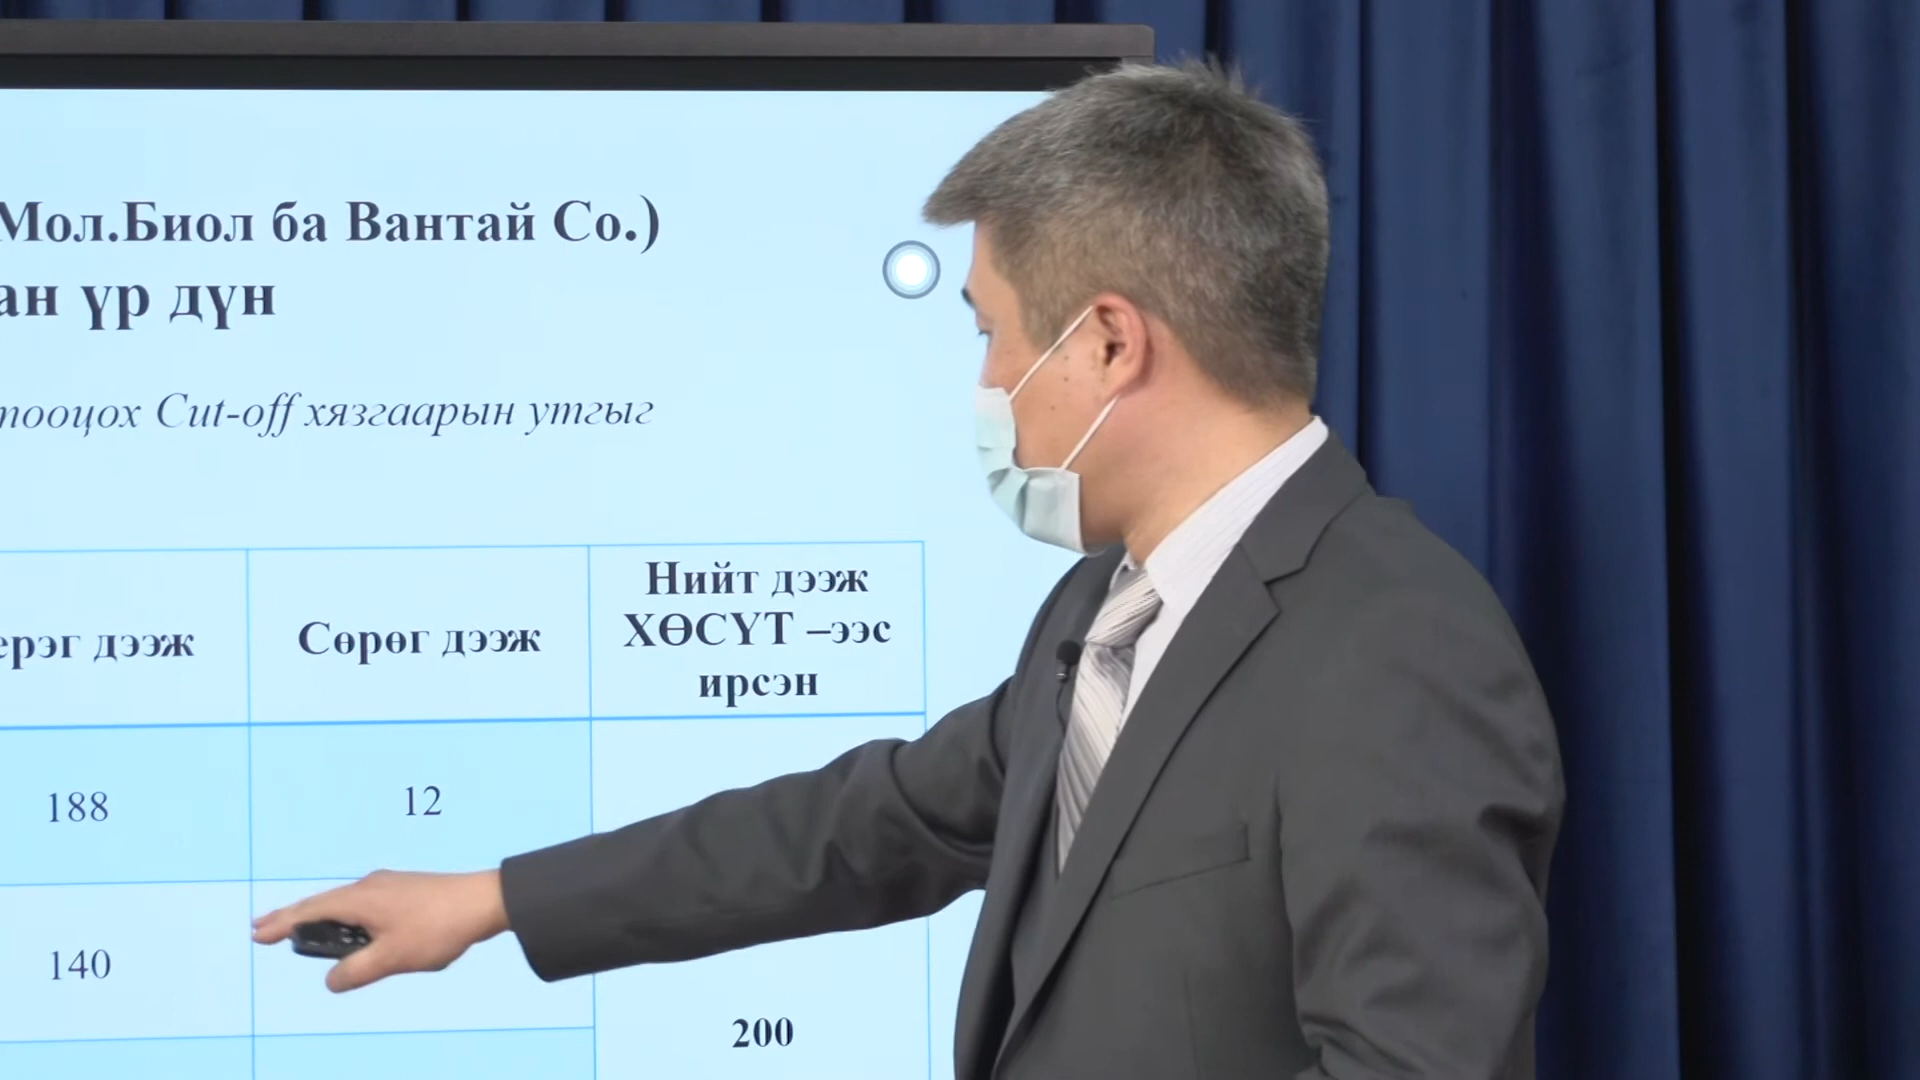 Мол.Биол ба Вантай Co.)
ан үр дүн
тооцох Cut-off хязгаарын утгыг
ерэг дээж
Сөрөг дээж
Нийт дээж
ХӨСҮТ –ээс
ирсэн
188
12
140
200